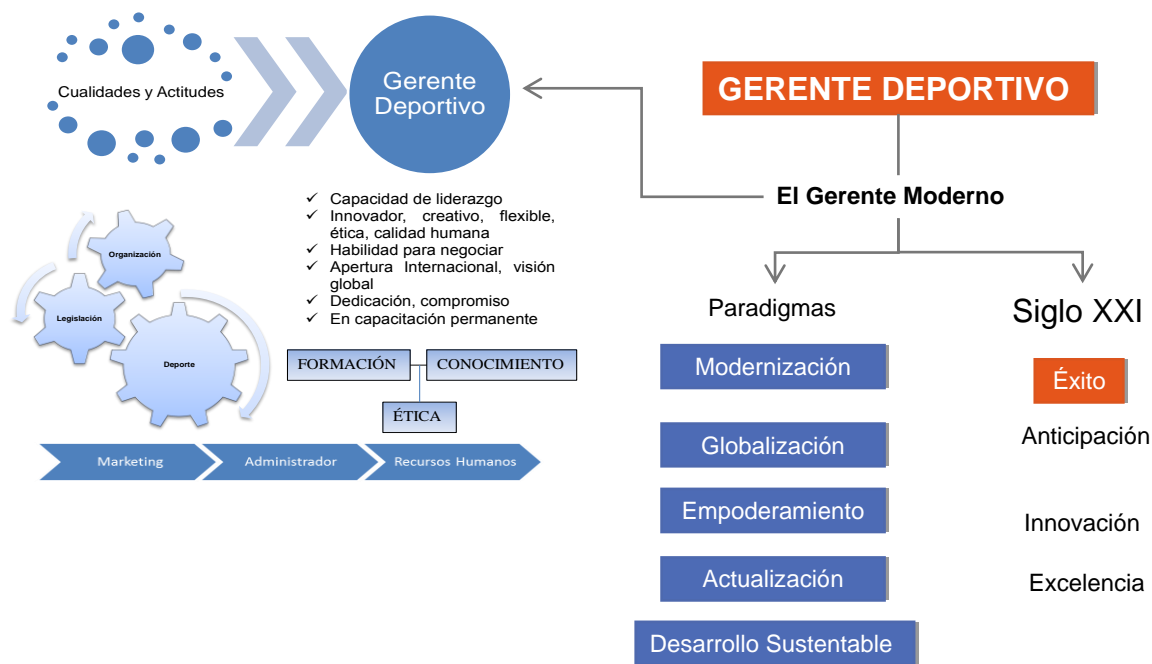 Cualidades y Actitudes
Gerente
Deportivo
Organización
Legislación
Deporte
✓ Capacidad de liderazgo
✓ Innovador, creativo, flexible,
ética, calidad humana
✓ Habilidad para negociar
✓ Apertura Internacional, visión
global
✓ Dedicación, compromiso
✓ En capacitación permanente
FORMACIÓN
CONOCIMIENTO
ÉTICA
Marketing
Administrador
Recursos Humanos
GERENTE DEPORTIVO
El Gerente Moderno
Paradigmas
Modernización
Globalización
Empoderamiento
Actualización
Desarrollo Sustentable
Siglo XXI
Éxito
Anticipación
Innovación
Excelencia